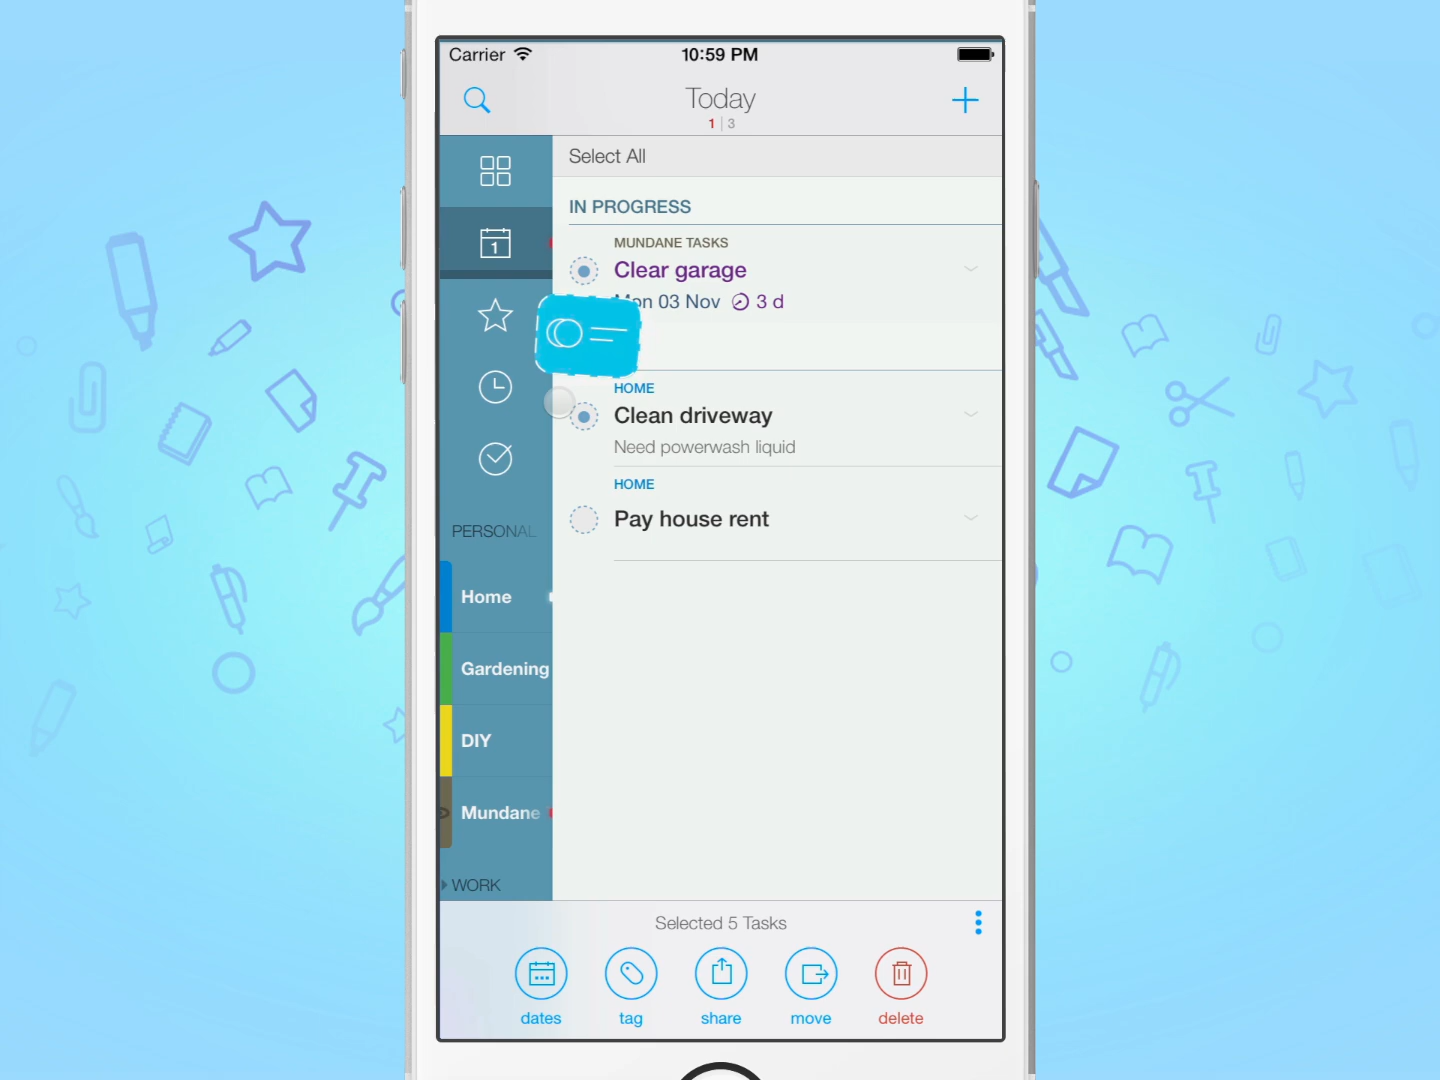 Carrier
10:59 PM
Today
1 | 3
1
Select All
IN PROGRESS
MUNDANE TASKS
Clear garage
Mon 03 Nov
3 d
HOME
Clean driveway
Need powerwash liquid
HOME
Pay house rent
PERSONAL
Home
Gardening
DIY
Mundane
WORK
Selected 5 Tasks
dates
tag
share
move
delete